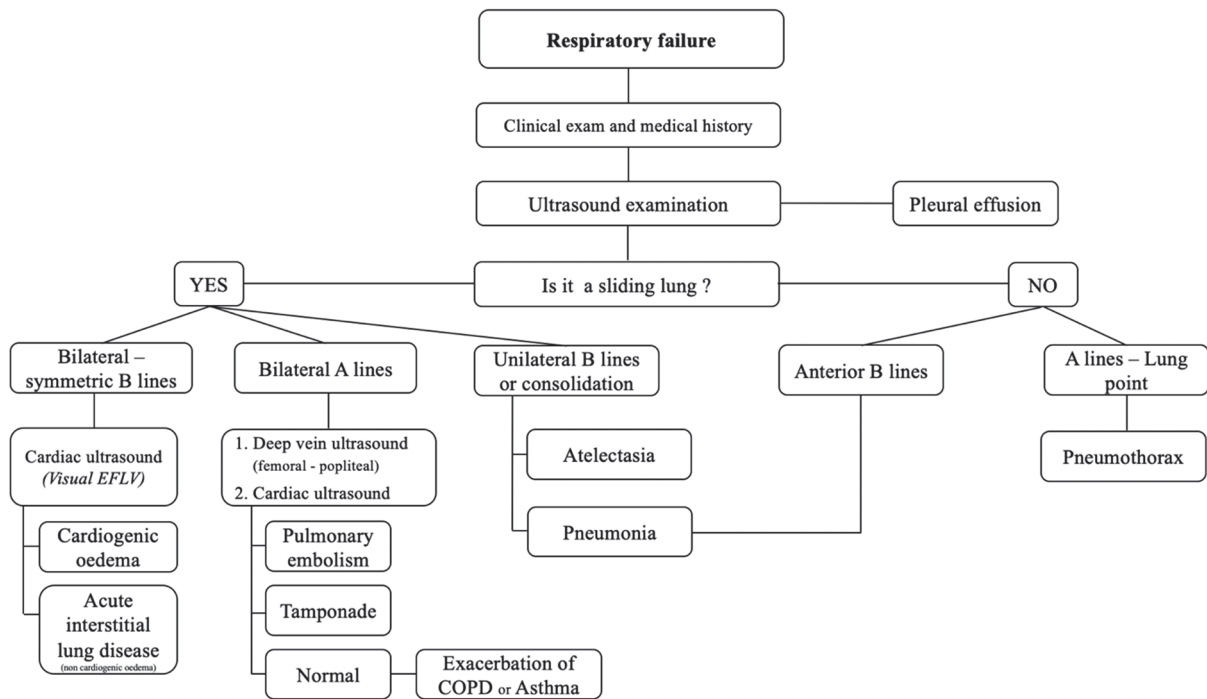 Respiratory failure
Clinical exam and medical history
Ultrasound examination
Pleural effusion
YES
Is it a sliding lung ?
NO
Bilateral –
symmetric B lines
Bilateral A lines
Unilateral B lines
or consolidation
Anterior B lines
A lines – Lung
point
Cardiac ultrasound
(Visual EFLV)
1. Deep vein ultrasound
(femoral - popliteal)
2. Cardiac ultrasound
Atelectasia
Pneumothorax
Cardiogenic
oedema
Pulmonary
embolism
Pneumonia
Acute
interstitial
lung disease
(non cardiogenic oedema)
Tamponade
Normal
Exacerbation of
COPD or Asthma